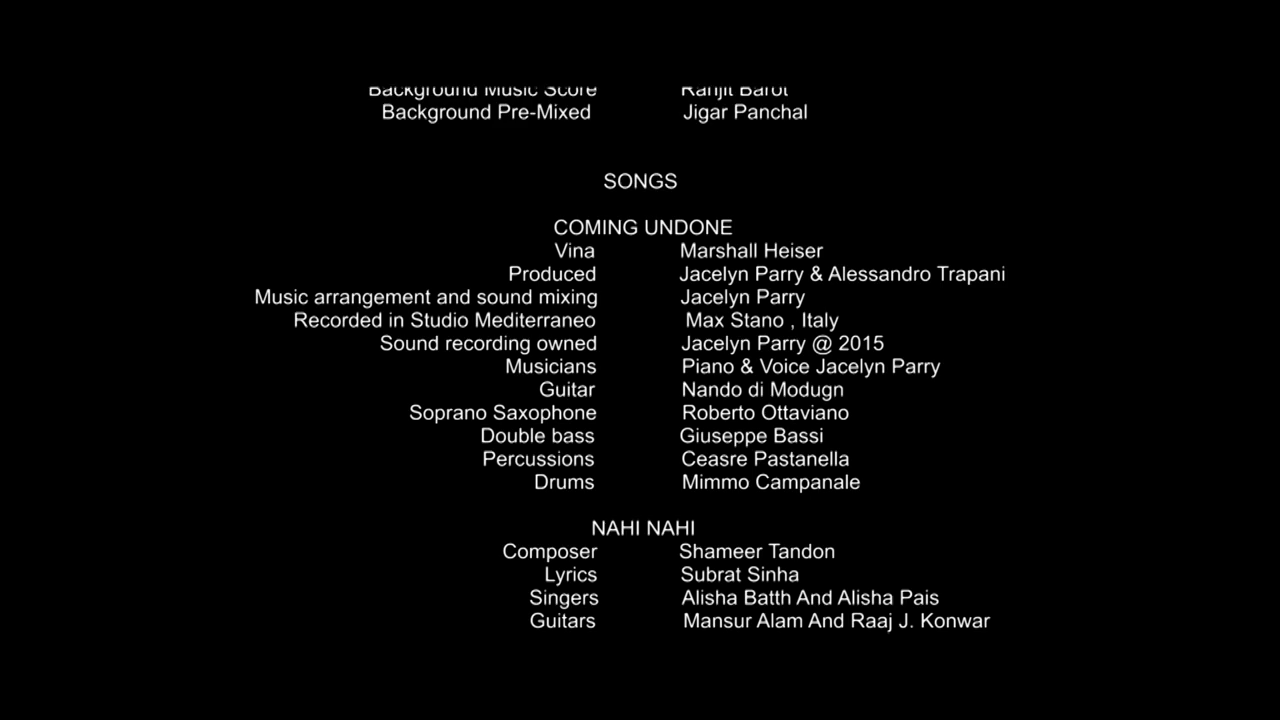 Background Music Score Ranjit Barot
Background Pre-Mixed Jigar Panchal
SONGS
COMING UNDONE
Vina Marshall Heiser
Produced Jacelyn Parry & Alessandro Trapani
Music arrangement and sound mixing Jacelyn Parry
Recorded in Studio Mediterraneo Max Stano , Italy
Sound recording owned Jacelyn Parry @ 2015
Musicians Piano & Voice Jacelyn Parry
Guitar Nando di Modugn
Soprano Saxophone Roberto Ottaviano
Double bass Giuseppe Bassi
Percussions Ceasre Pastanella
Drums Mimmo Campanale
NAHI NAHI
Composer Shameer Tandon
Lyrics Subrat Sinha
Singers Alisha Batth And Alisha Pais
Guitars Mansur Alam And Raaj J. Konwar